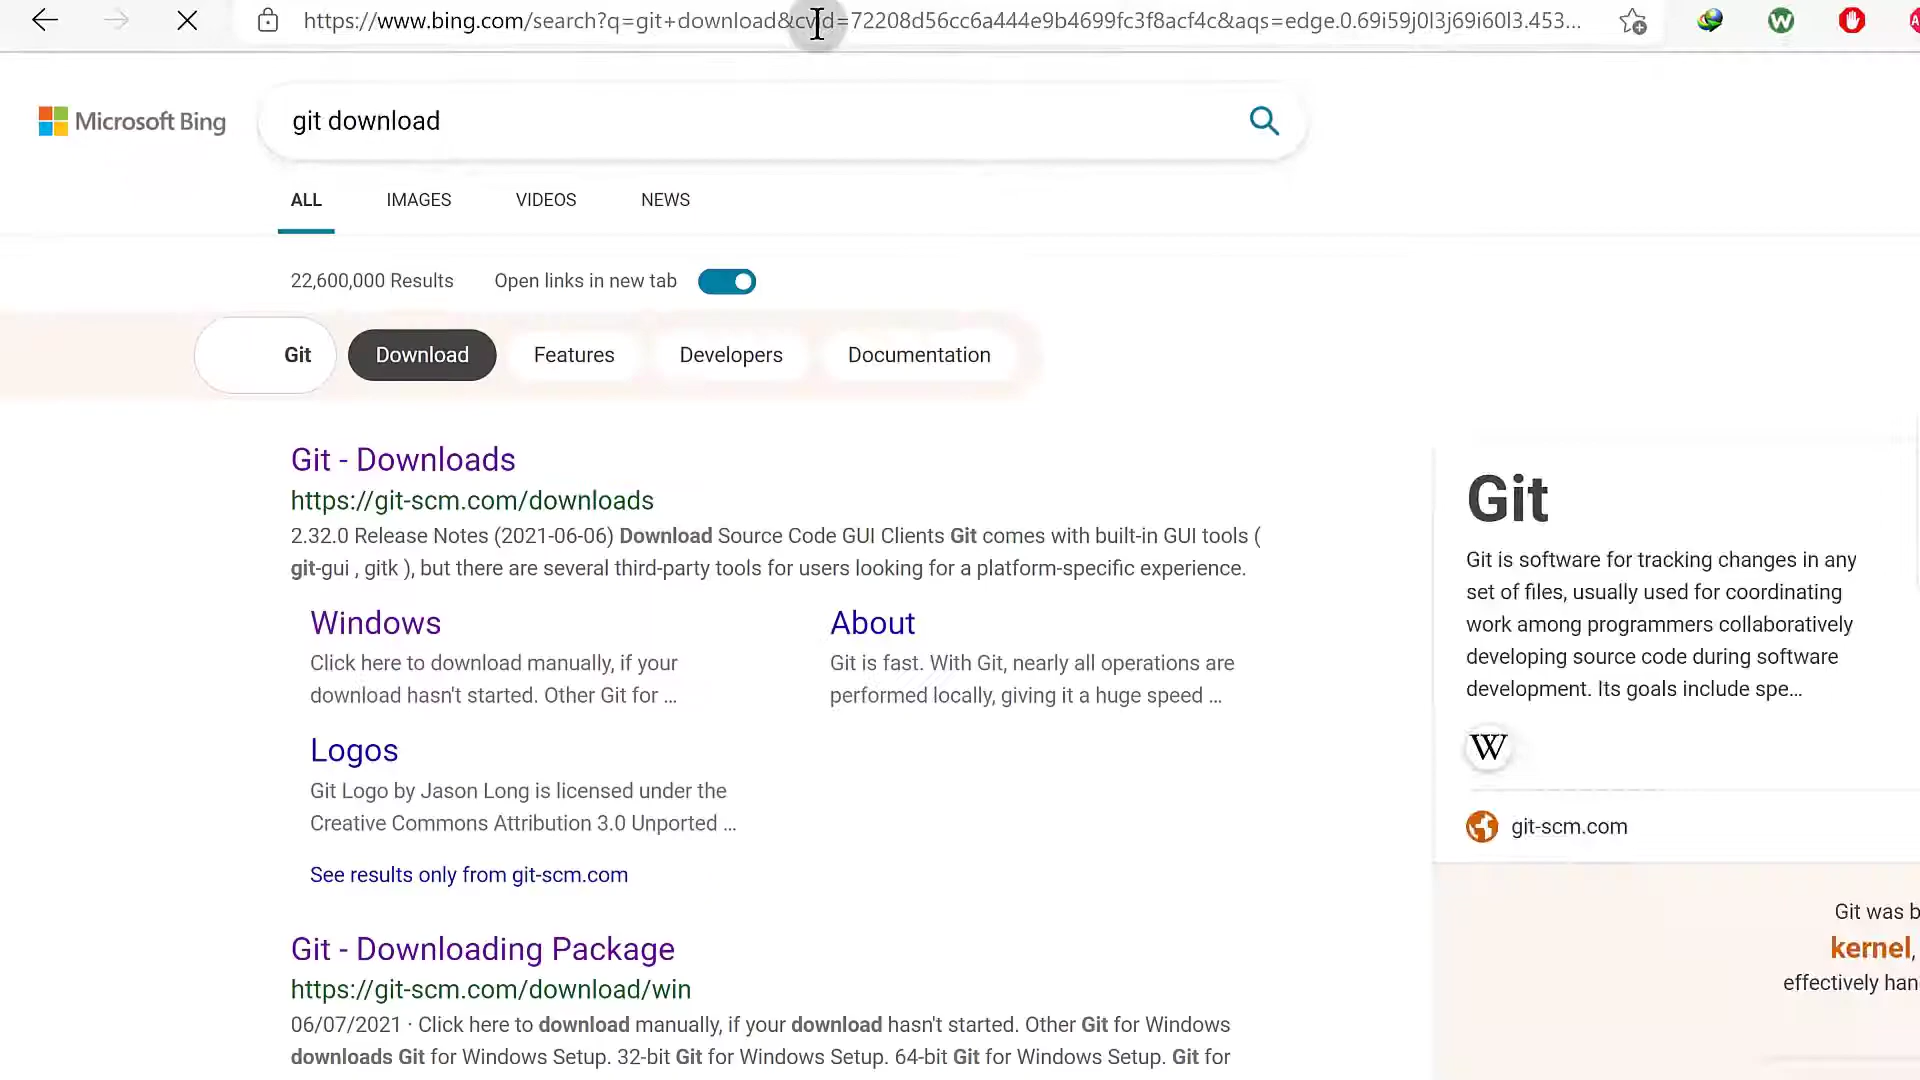 https://www.bing.com/search?q=git+download&cvid=72208d56cc6a444e9b4699fc3f8acf4c&aqs=edge.0.69i59j0l3j69i60l3.453...
Microsoft Bing
git download
ALL IMAGES VIDEOS NEWS
22,600,000 Results Open links in new tab
Git Download Features Developers Documentation
Git - Downloads
https://git-scm.com/downloads
2.32.0 Release Notes (2021-06-06) Download Source Code GUI Clients Git comes with built-in GUI tools (
git-gui , gitk ), but there are several third-party tools for users looking for a platform-specific experience.
Windows
Click here to download manually, if your
download hasn't started. Other Git for ...
About
Git is fast. With Git, nearly all operations are
performed locally, giving it a huge speed ...
Logos
Git Logo by Jason Long is licensed under the
Creative Commons Attribution 3.0 Unported ...
See results only from git-scm.com
Git - Downloading Package
https://git-scm.com/download/win
06/07/2021 · Click here to download manually, if your download hasn't started. Other Git for Windows
downloads Git for Windows Setup. 32-bit Git for Windows Setup. 64-bit Git for Windows Setup. Git for
Git
Git is software for tracking changes in any
set of files, usually used for coordinating
work among programmers collaboratively
developing source code during software
development. Its goals include spe...
W
git-scm.com
Git was b
kernel,
effectively han